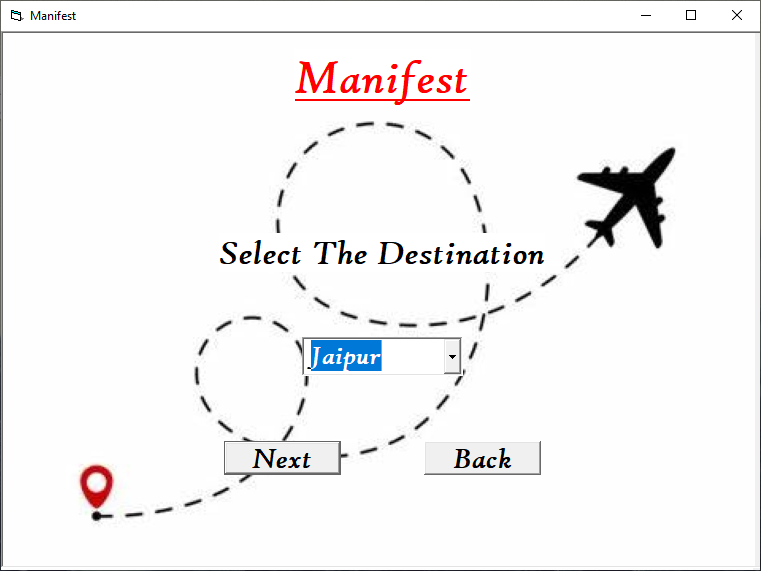 Manifest
Manifest
Select The Destination
Jaipur
Next
Back